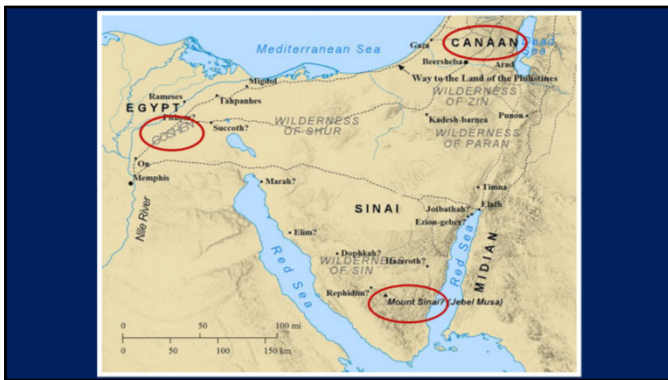 Mediterranean Sea
Gaza
CANAAN
Dead
Sea
Beersheba
Arad
Way to the Land of the Philistines
Migdol
Rameses
Tahpanhes
WILDERNESS
OF ZIN
EGYPT
Pithom?
GOSHEN
Succoth?
WILDERNESS
OF SHUR
Kadesh-barnea
Punon
WILDERNESS
OF PARAN
On
Memphis
Marah?
Timna
Nile River
SINAI
Jotbathah?
Elath
Ezion-geber?
Elim?
Red Sea
Dophkah?
WILDERNESS
OF SIN
Hazeroth?
Red Sea
MIDIAN
Rephidim?
Mount Sinai? (Jebel Musa)
0 50 100 mi
0 50 100 150 km